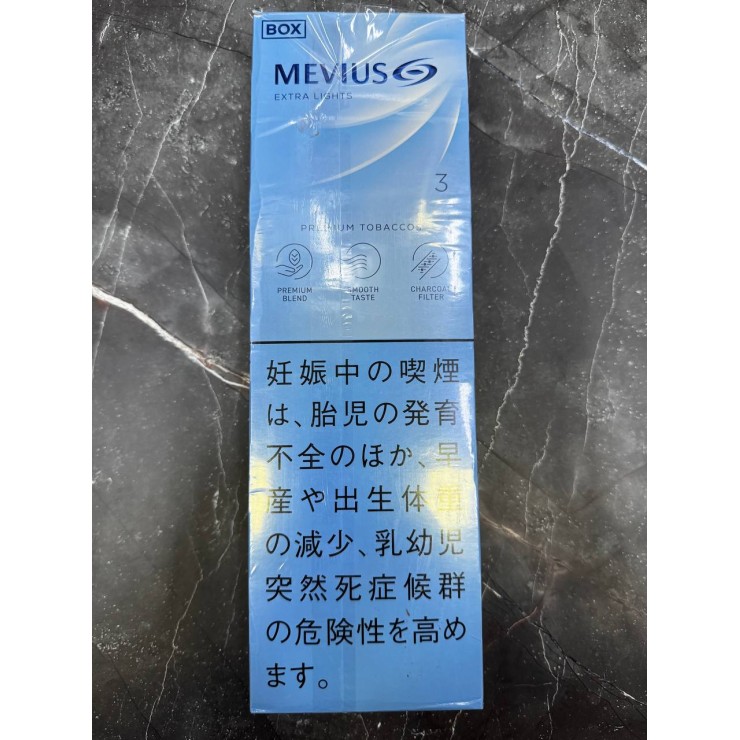 BOX
MEVIUS
EXTRA LIGHTS
3
PREMIUM TOBACCOS
PREMIUM
BLEND
SMOOTH
TASTE
CHARCOAL
FILTER
妊娠中の喫煙
は、胎児の発育
不全のほか、早
産や出生体重
の減少、乳幼児
突然死症候群
の危険性を高め
ます。